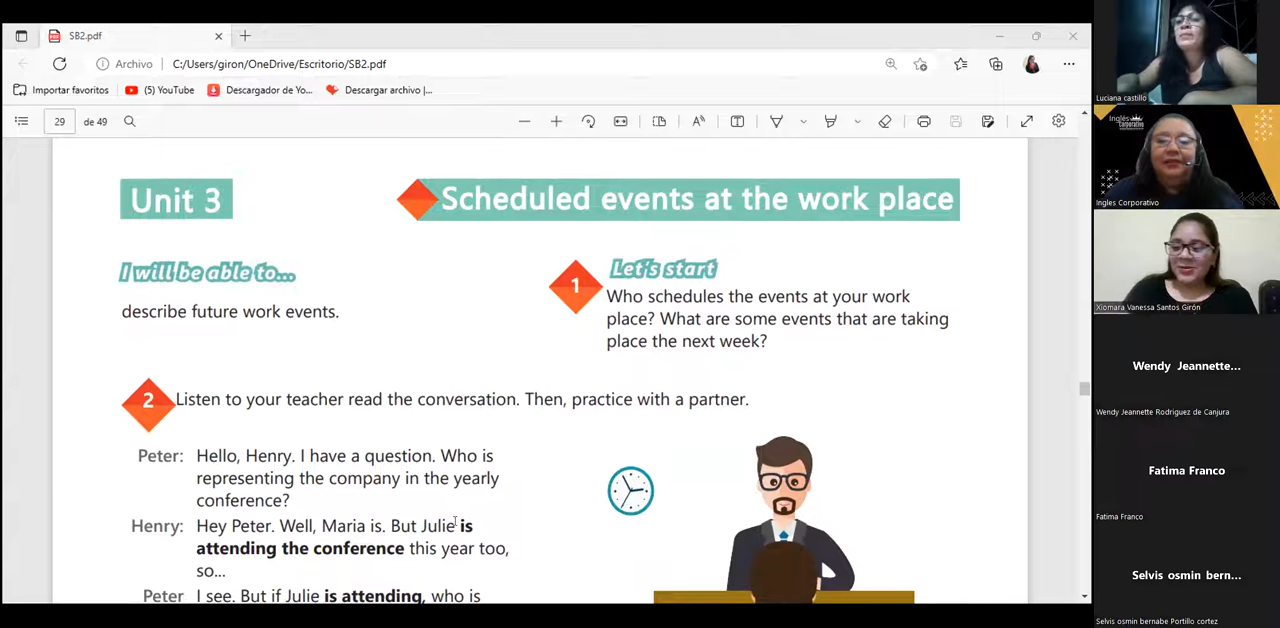 SB2.pdf
Archivo
C:/Users/giron/OneDrive/Escritorio/SB2.pdf
Importar favoritos
(5) YouTube
Descargador de Yo...
Descargar archivo |...
29
de 49
Unit 3
Scheduled events at the work place
I will be able to...
describe future work events.
1
Let's start
Who schedules the events at your work
place? What are some events that are taking
place the next week?
2
Listen to your teacher read the conversation. Then, practice with a partner.
Peter: Hello, Henry. I have a question. Who is
representing the company in the yearly
conference?
Henry: Hey Peter. Well, Maria is. But Julie is
attending the conference this year too,
so...
Peter I see. But if Julie is attending, who is
Luciana castillo
Inglés
Corporativo
Ingles Corporativo
Xiomara Vanessa Santos Girón
Wendy Jeannette...
Wendy Jeannette Rodriguez de Canjura
Fatima Franco
Fatima Franco
Selvis osmin bern...
Selvis osmin bernabe Portillo cortez